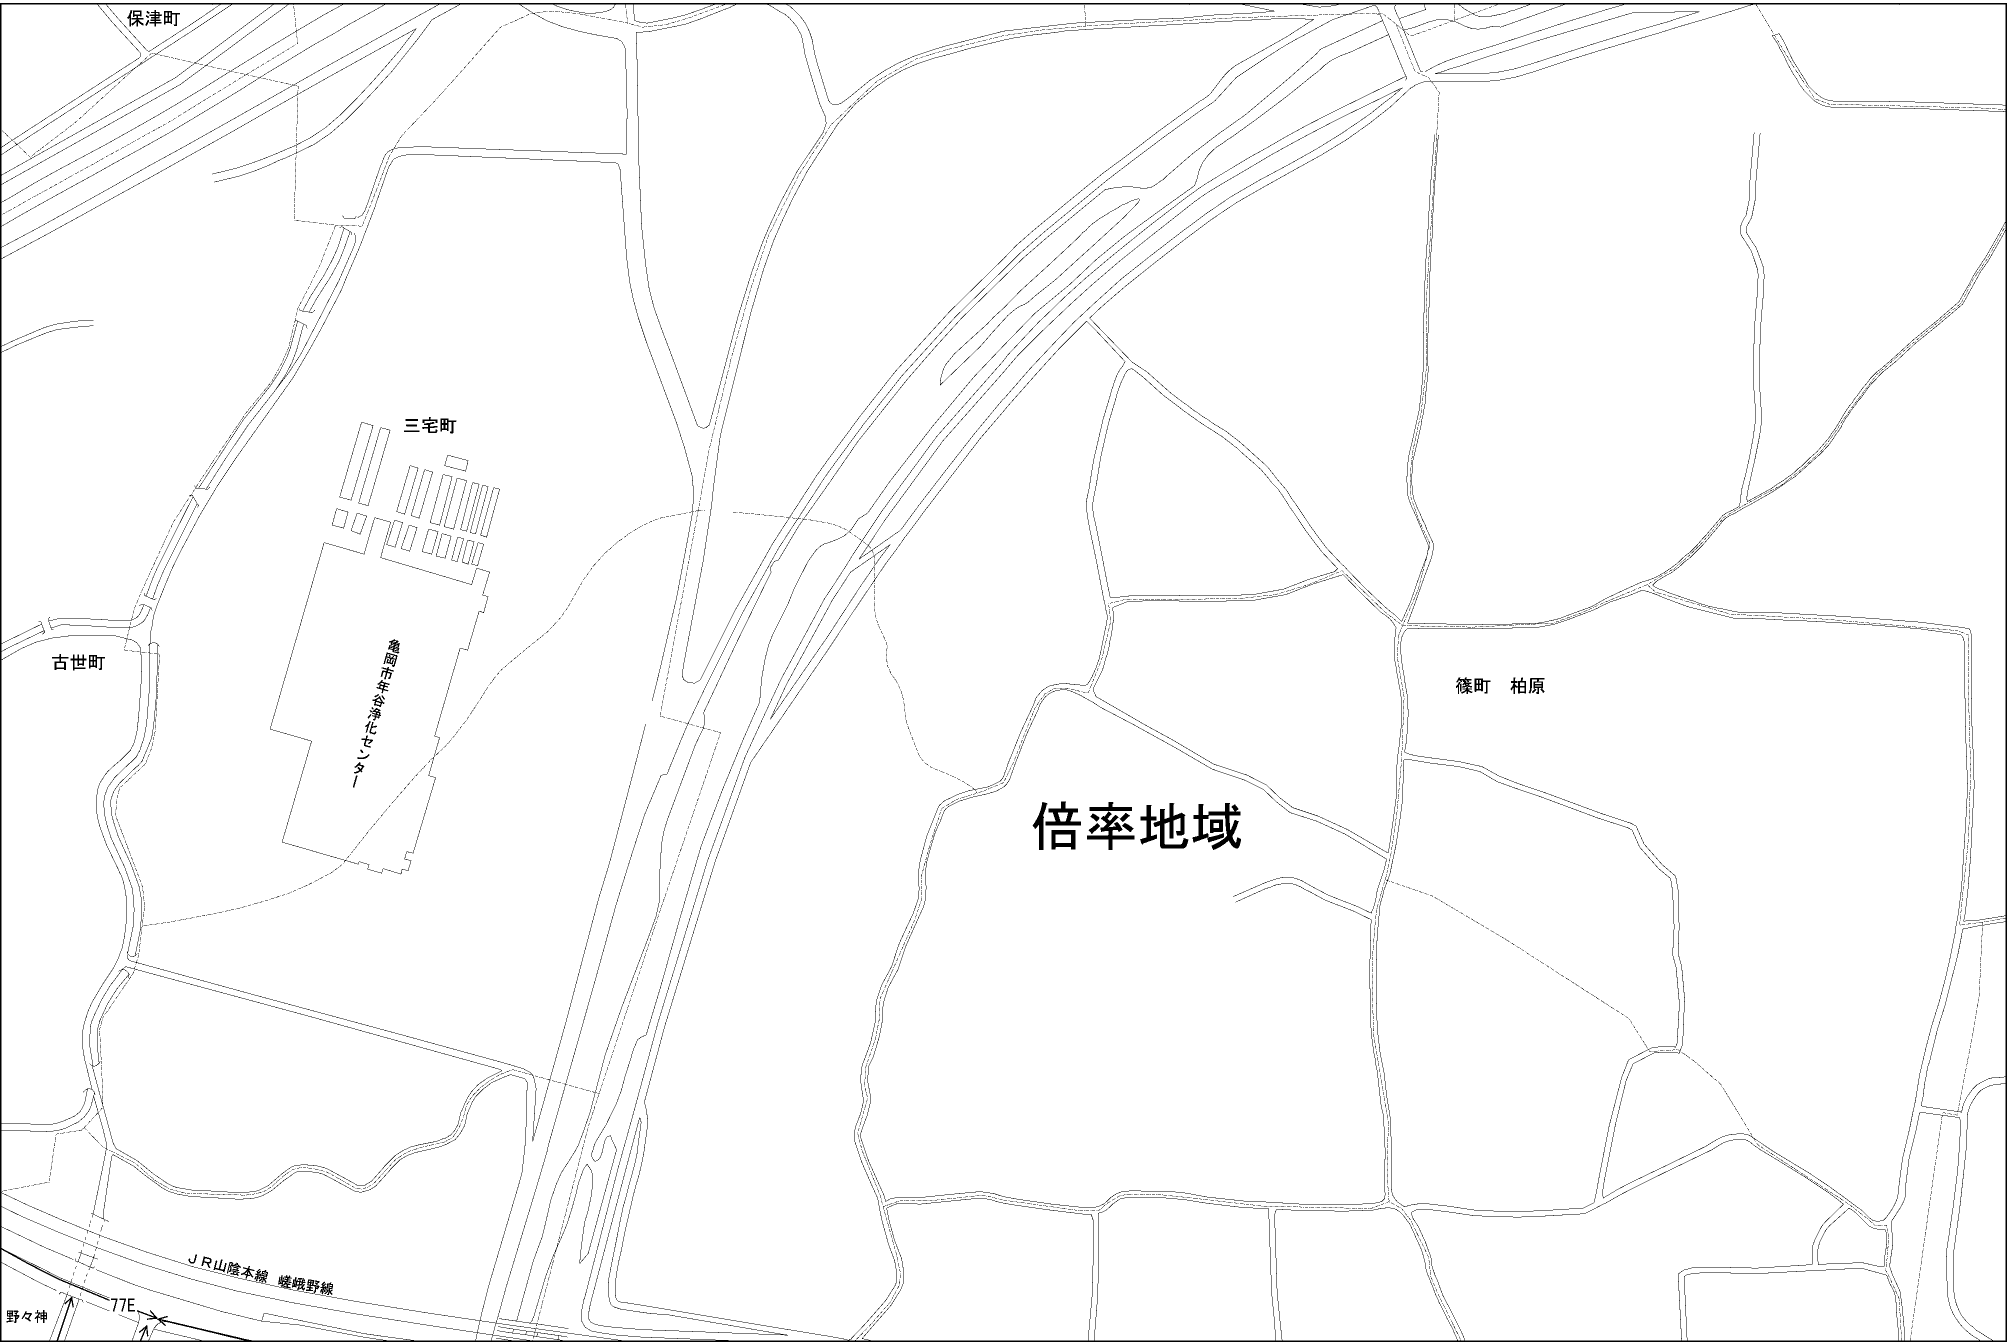 保津町
三宅町
亀岡市年谷浄化センター
古世町
篠町　柏原
倍率地域
ＪＲ山陰本線　嵯峨野線
77E
野々神